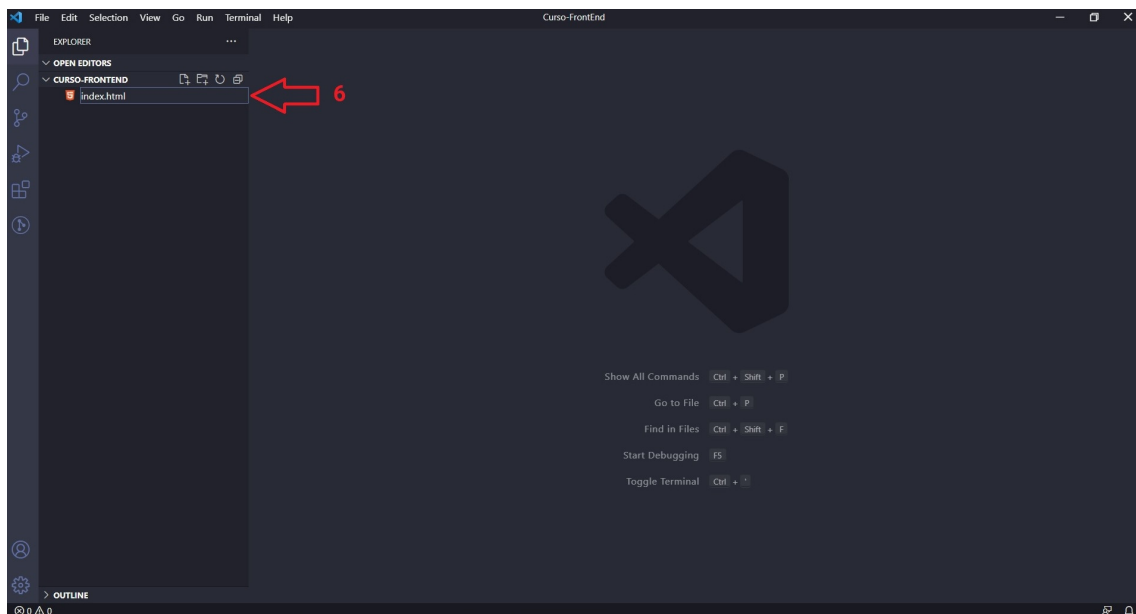 File Edit Selection View Go Run Terminal Help
Curso-FrontEnd
EXPLORER
OPEN EDITORS
CURSO-FRONTEND
index.html
6
Show All Commands Ctrl + Shift + P
Go to File Ctrl + P
Find in Files Ctrl + Shift + F
Start Debugging F5
Toggle Terminal Ctrl + '
OUTLINE
0 0